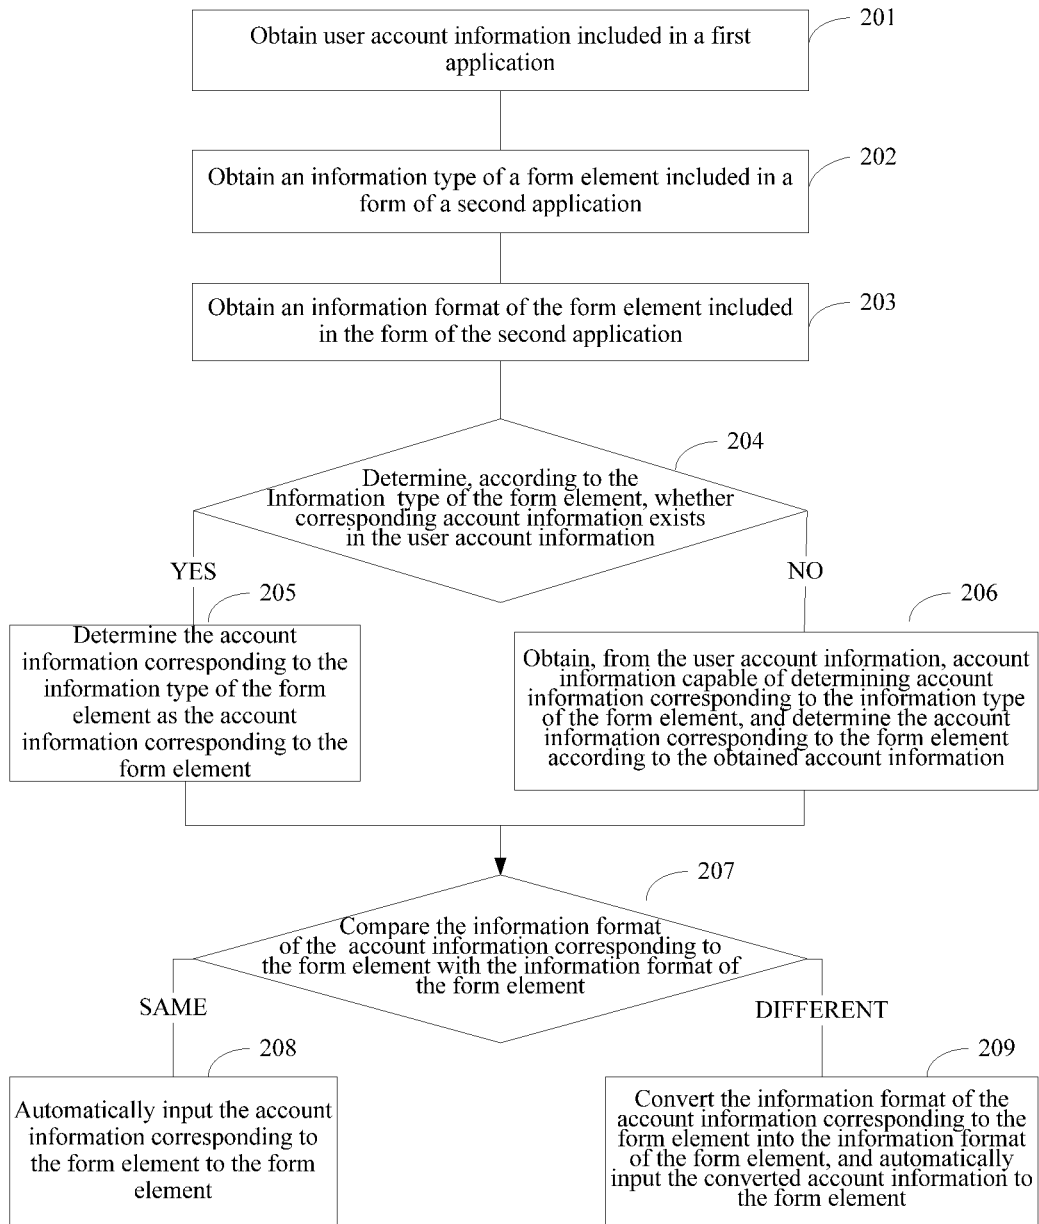 201
Obtain user account information included in a first
application
202
Obtain an information type of a form element included in a
form of a second application
203
Obtain an information format of the form element included
in the form of the second application
204
Determine, according to the
Information type of the form element, whether
corresponding account information exists
in the user account information
YES
NO
205
Determine the account
information corresponding to the
information type of the form
element as the account
information corresponding to the
form element
206
Obtain, from the user account information, account
information capable of determining account
information corresponding to the information type
of the form element, and determine the account
information corresponding to the form element
according to the obtained account information
207
Compare the information format
of the account information corresponding to
the form element with the information format of
the form element
SAME
DIFFERENT
208
Automatically input the account
information corresponding to
the form element to the form
element
209
Convert the information format of the
account information corresponding to the
form element into the information format
of the form element, and automatically
input the converted account information to
the form element